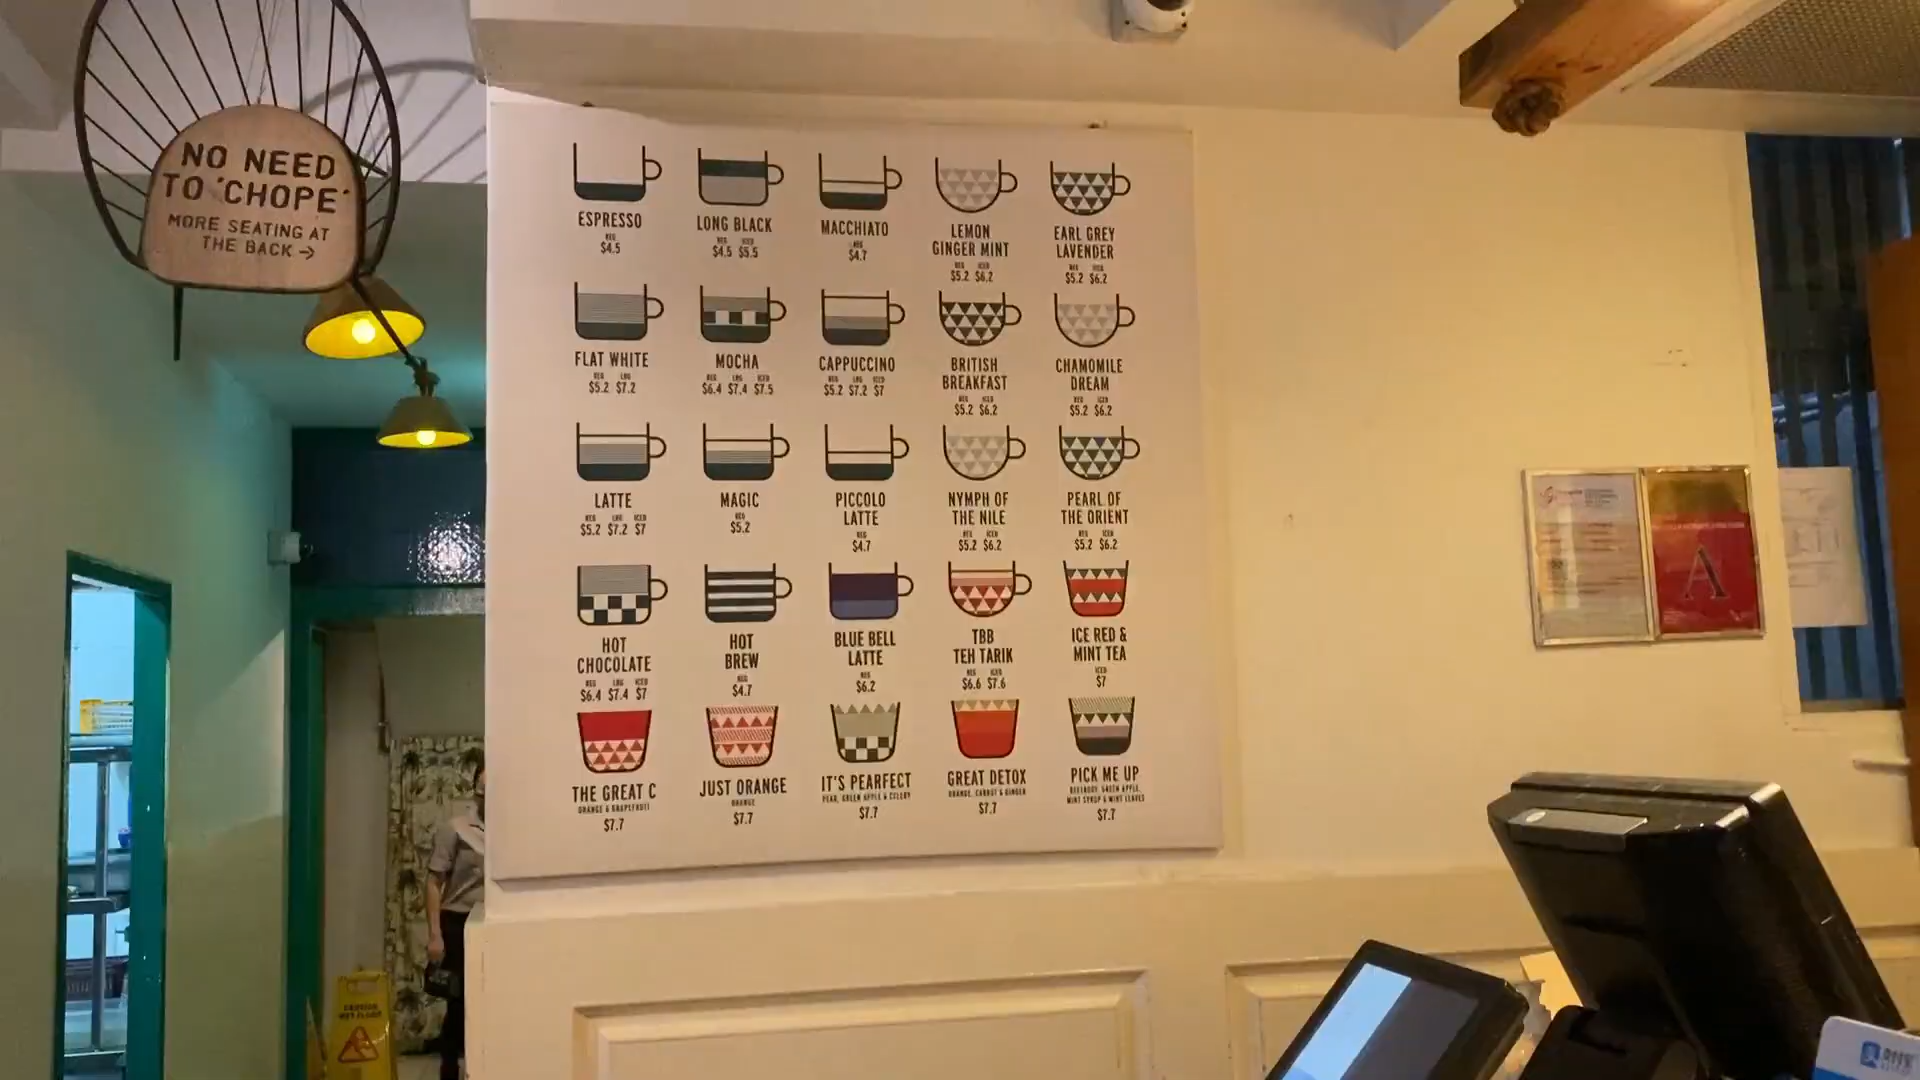 NO NEED
TO 'CHOPE'
MORE SEATING AT
THE BACK →
ESPRESSO
REG
$4.5
LONG BLACK
REG ICED
$4.5 $5.5
MACCHIATO
REG
$4.7
LEMON
GINGER MINT
REG ICED
$5.2 $6.2
EARL GREY
LAVENDER
REG ICED
$5.2 $6.2
FLAT WHITE
REG LRG
$5.2 $7.2
MOCHA
REG LRG ICED
$6.4 $7.4 $7.5
CAPPUCCINO
REG LRG ICED
$5.2 $7.2 $7
BRITISH
BREAKFAST
REG ICED
$5.2 $6.2
CHAMOMILE
DREAM
REG ICED
$5.2 $6.2
LATTE
REG LRG ICED
$5.2 $7.2 $7
MAGIC
REG
$5.2
PICCOLO
LATTE
REG
$4.7
NYMPH OF
THE NILE
REG ICED
$5.2 $6.2
PEARL OF
THE ORIENT
REG ICED
$5.2 $6.2
HOT
CHOCOLATE
REG LRG ICED
$6.4 $7.4 $7
HOT
BREW
REG
$4.7
BLUE BELL
LATTE
REG
$6.2
TBB
TEH TARIK
REG ICED
$6.6 $7.6
ICE RED &
MINT TEA
ICED
$7
THE GREAT C
ORANGE & GRAPEFRUIT
$7.7
JUST ORANGE
ORANGE
$7.7
IT'S PEARFECT
PEAR, GREEN APPLE & CELERY
$7.7
GREAT DETOX
ORANGE, CARROT & GINGER
$7.7
PICK ME UP
BEETROOT, GREEN APPLE,
MINT SYRUP & MINT LEAVES
$7.7
A
CAUTION
WET FLOOR